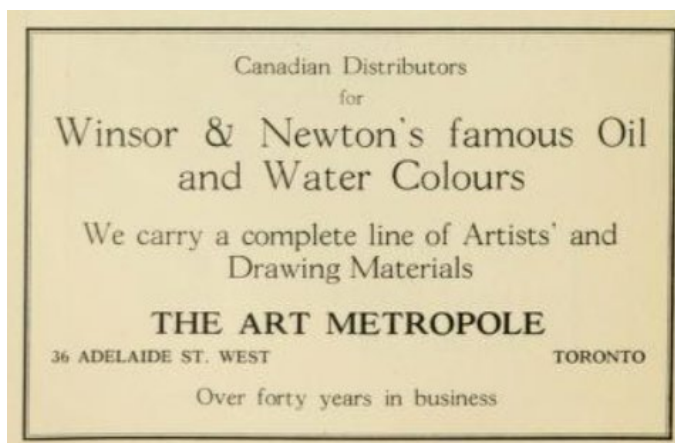 Canadian Distributors
for
Winsor & Newton's famous Oil
and Water Colours
We carry a complete line of Artists' and
Drawing Materials
THE ART METROPOLE
36 ADELAIDE ST. WEST TORONTO
Over forty years in business